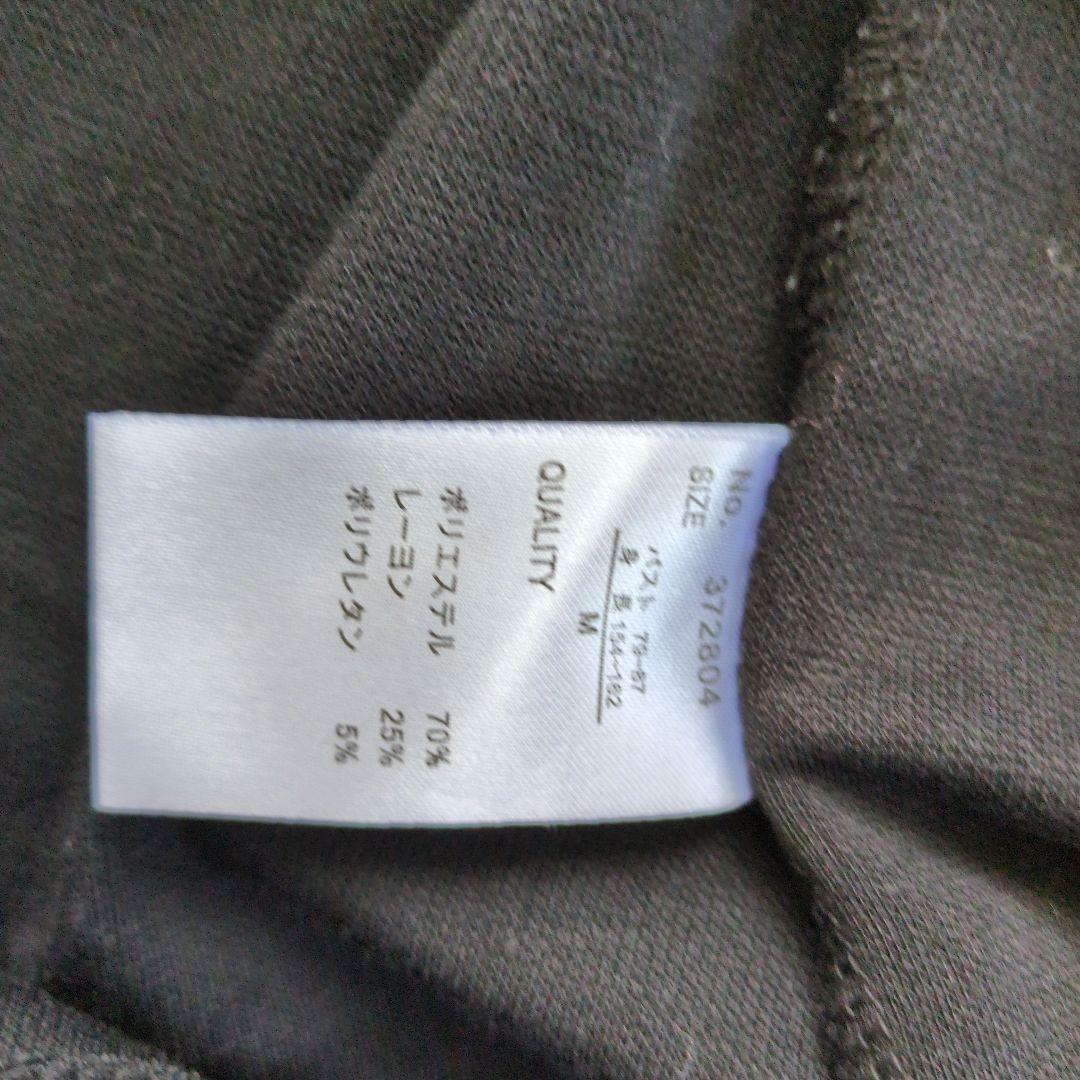 No. 372804
SIZE
バスト 79-87
身 長 154-162
M
QUALITY
ポリエステル 70%
レーヨン 25%
ポリウレタン 5%